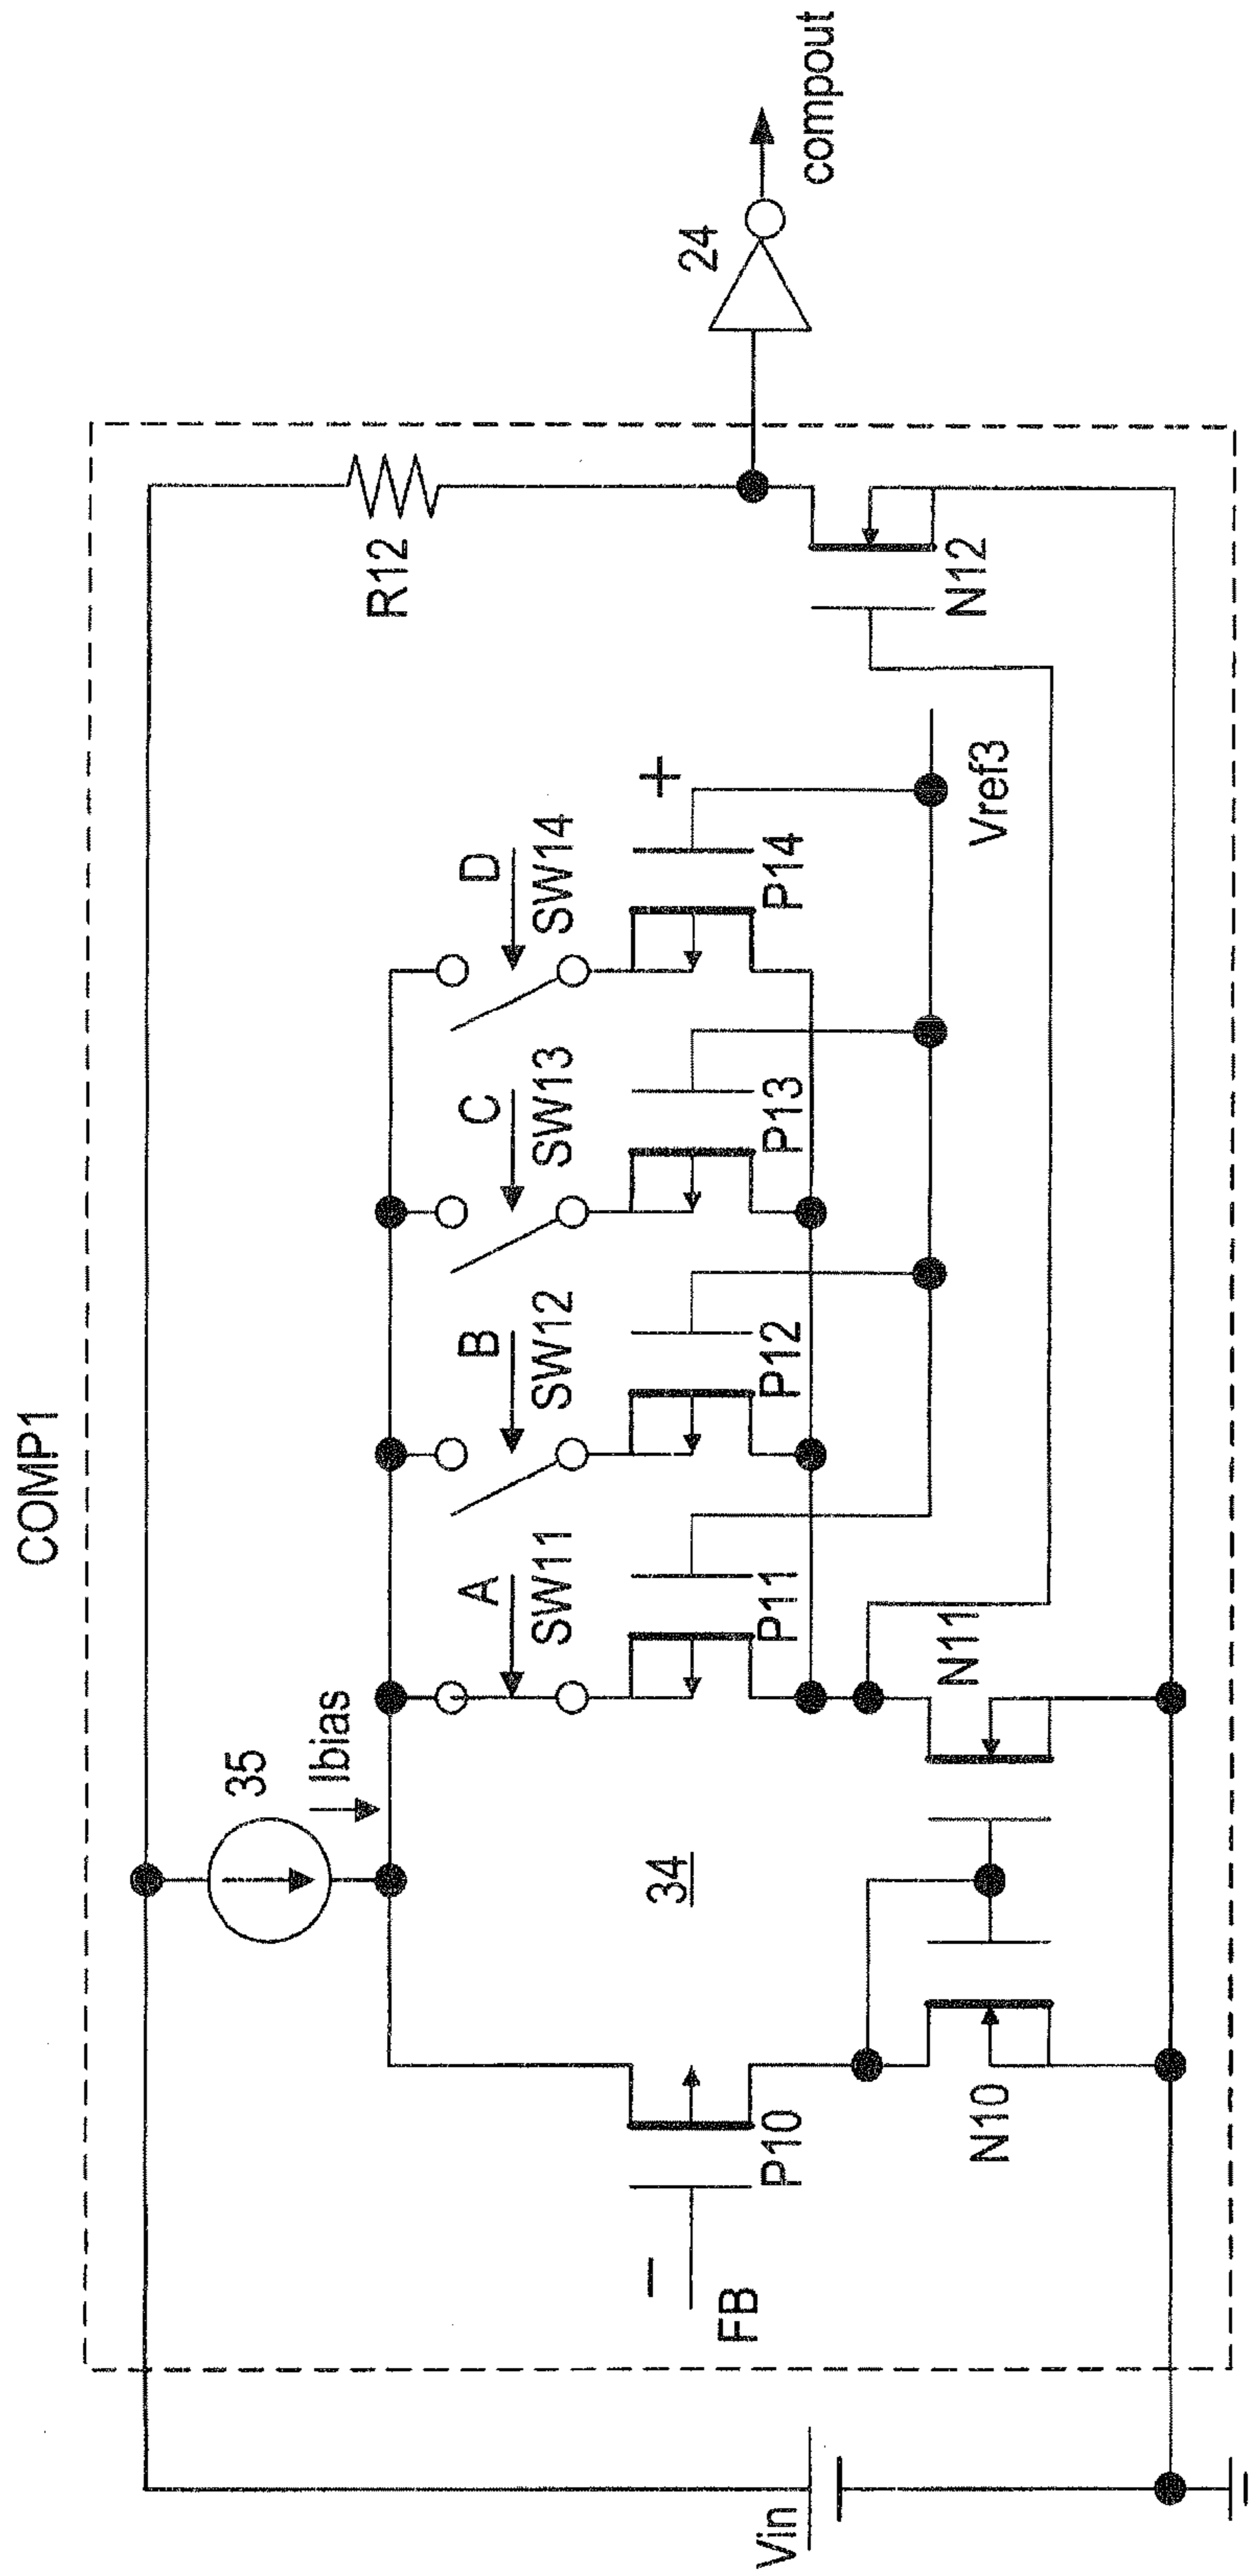 COMP1
35
Ibias
R12
A
B
C
D
SW11
SW12
SW13
SW14
−
FB
P10
34
P11
P12
P13
P14
+
24
compout
Vin
N10
N11
Vref3
N12